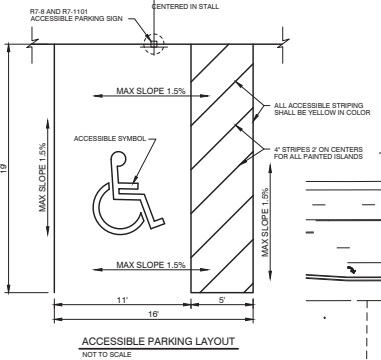 CENTERED IN STALL
R7-8 AND R7-1101
ACCESSIBLE PARKING SIGN
MAX SLOPE 1.5%
ALL ACCESSIBLE STRIPING
SHALL BE YELLOW IN COLOR
ACCESSIBLE SYMBOL
4" STRIPES 2' ON CENTERS
FOR ALL PAINTED ISLANDS
19'
MAX SLOPE 1.5%
MAX SLOPE 1.5%
MAX SLOPE 1.5%
11'
5'
16'
ACCESSIBLE PARKING LAYOUT
NOT TO SCALE